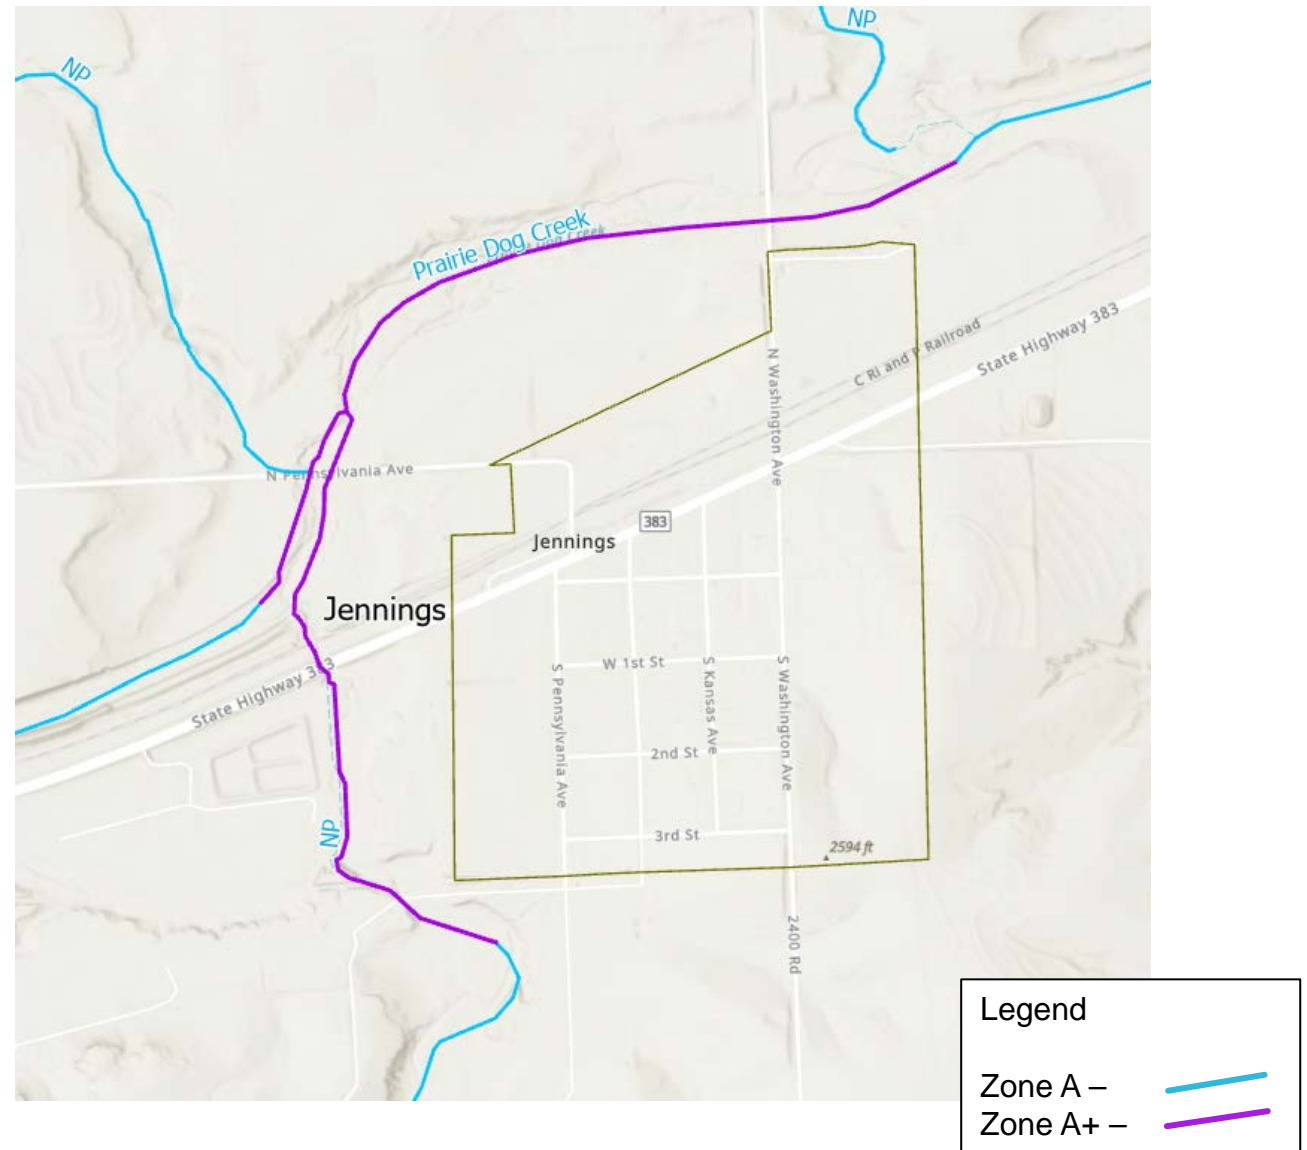 NP
NP
Prairie Dog Creek
C RI and P Railroad
State Highway 383
N Washington Ave
N Pennsylvania Ave
383
Jennings
Jennings
State Highway 383
W 1st St
S Pennsylvania Ave
S Kansas Ave
S Washington Ave
2nd St
NP
3rd St
2594 ft
2400 Rd
Legend
Zone A –
Zone A+ –